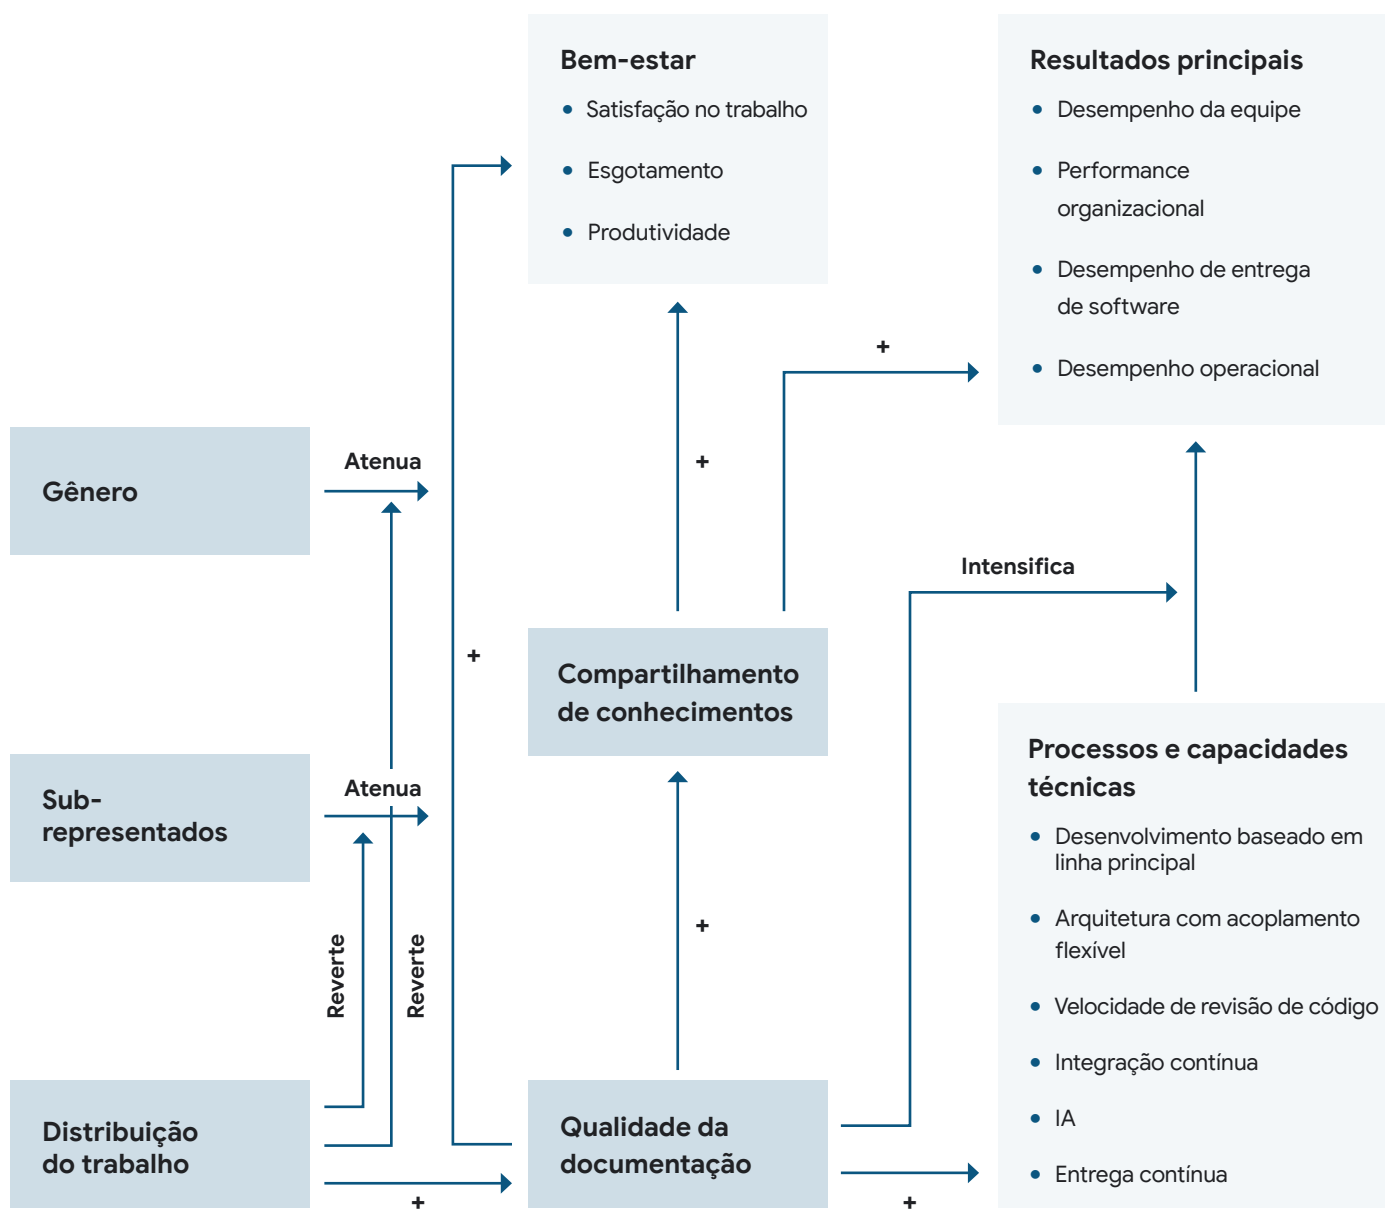 Bem-estar
Satisfação no trabalho
Esgotamento
Produtividade
Resultados principais
Desempenho da equipe
Performance
organizacional
Desempenho de entrega
de software
Desempenho operacional
+
Gênero
Atenua
+
Intensifica
+
Compartilhamento
de conhecimentos
Sub-
representados
Atenua
Reverte
Reverte
+
Processos e capacidades
técnicas
Desenvolvimento baseado em
linha principal
Arquitetura com acoplamento
flexível
Velocidade de revisão de código
Integração contínua
IA
Entrega contínua
Distribuição
do trabalho
+
Qualidade da
documentação
+